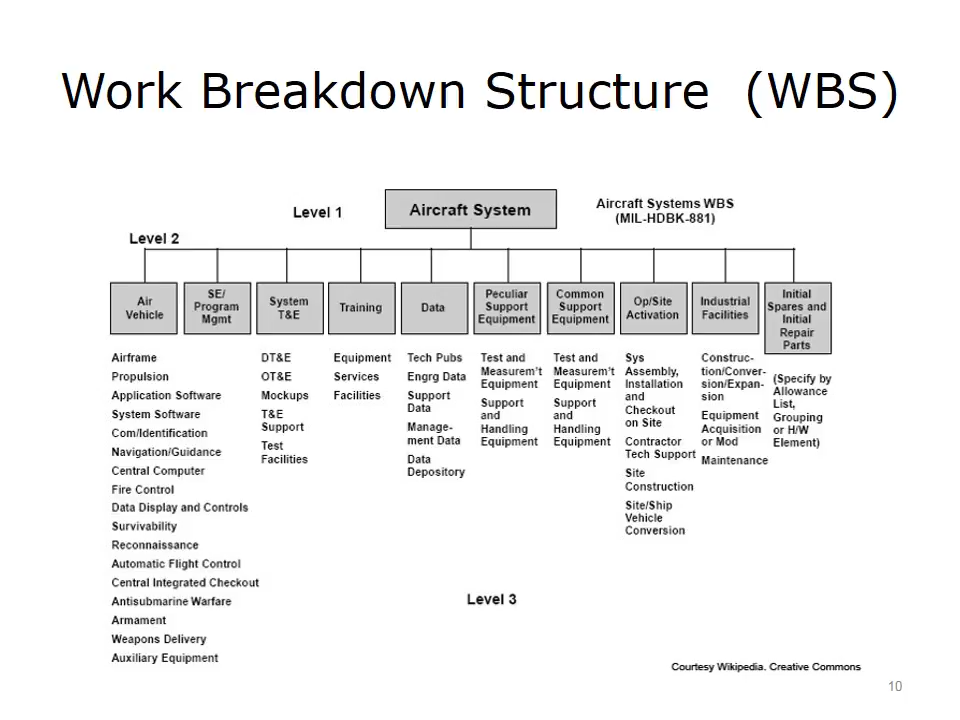 Work Breakdown Structure (WBS)
Level 1
Aircraft System
Aircraft Systems WBS
(MIL-HDBK-881)
Level 2
Air
Vehicle
SE/
Program
Mgmt
System
T&E
Training
Data
Peculiar
Support
Equipment
Common
Support
Equipment
Op/Site
Activation
Industrial
Facilities
Initial
Spares and
Initial
Repair
Parts
Airframe
Propulsion
Application Software
System Software
Com/Identification
Navigation/Guidance
Central Computer
Fire Control
Data Display and Controls
Survivability
Reconnaissance
Automatic Flight Control
Central Integrated Checkout
Antisubmarine Warfare
Armament
Weapons Delivery
Auxiliary Equipment
DT&E
OT&E
Mockups
T&E
Support
Test
Facilities
Equipment
Services
Facilities
Tech Pubs
Engrg Data
Support
Data
Manage-
ment Data
Data
Depository
Test and
Measurem't
Equipment
Support
and
Handling
Equipment
Test and
Measurem't
Equipment
Support
and
Handling
Equipment
Sys
Assembly,
Installation
and
Checkout
on Site
Contractor
Tech Support
Site
Construction
Site/Ship
Vehicle
Conversion
Construc-
tion/Conver-
sion/Expan-
sion
Equipment
Acquisition
or Mod
Maintenance
(Specify by
Allowance
List,
Grouping
or H/W
Element)
Level 3
Courtesy Wikipedia. Creative Commons
10